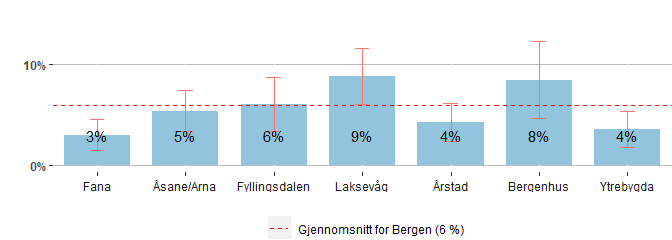 10%
3% 5% 6% 9% 4% 8% 4%
0%
Fana Åsane/Arna Fyllingsdalen Laksevåg Årstad Bergenhus Ytrebygda
Gjennomsnitt for Bergen (6 %)